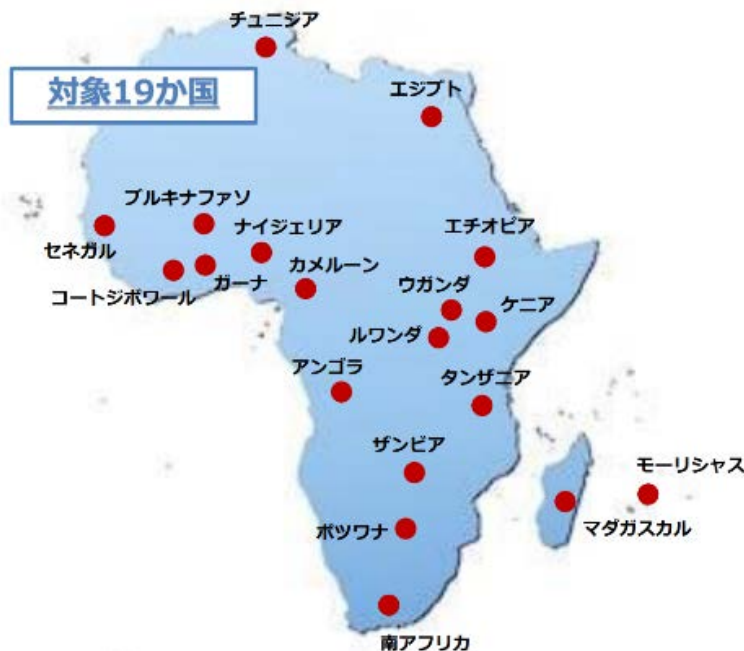 チュニジア
対象19か国
エジプト
ブルキナファソ
ナイジェリア
エチオピア
セネガル
ガーナ
カメルーン
コートジボワール
ウガンダ
ケニア
ルワンダ
アンゴラ
タンザニア
ザンビア
モーリシャス
マダガスカル
ボツワナ
南アフリカ